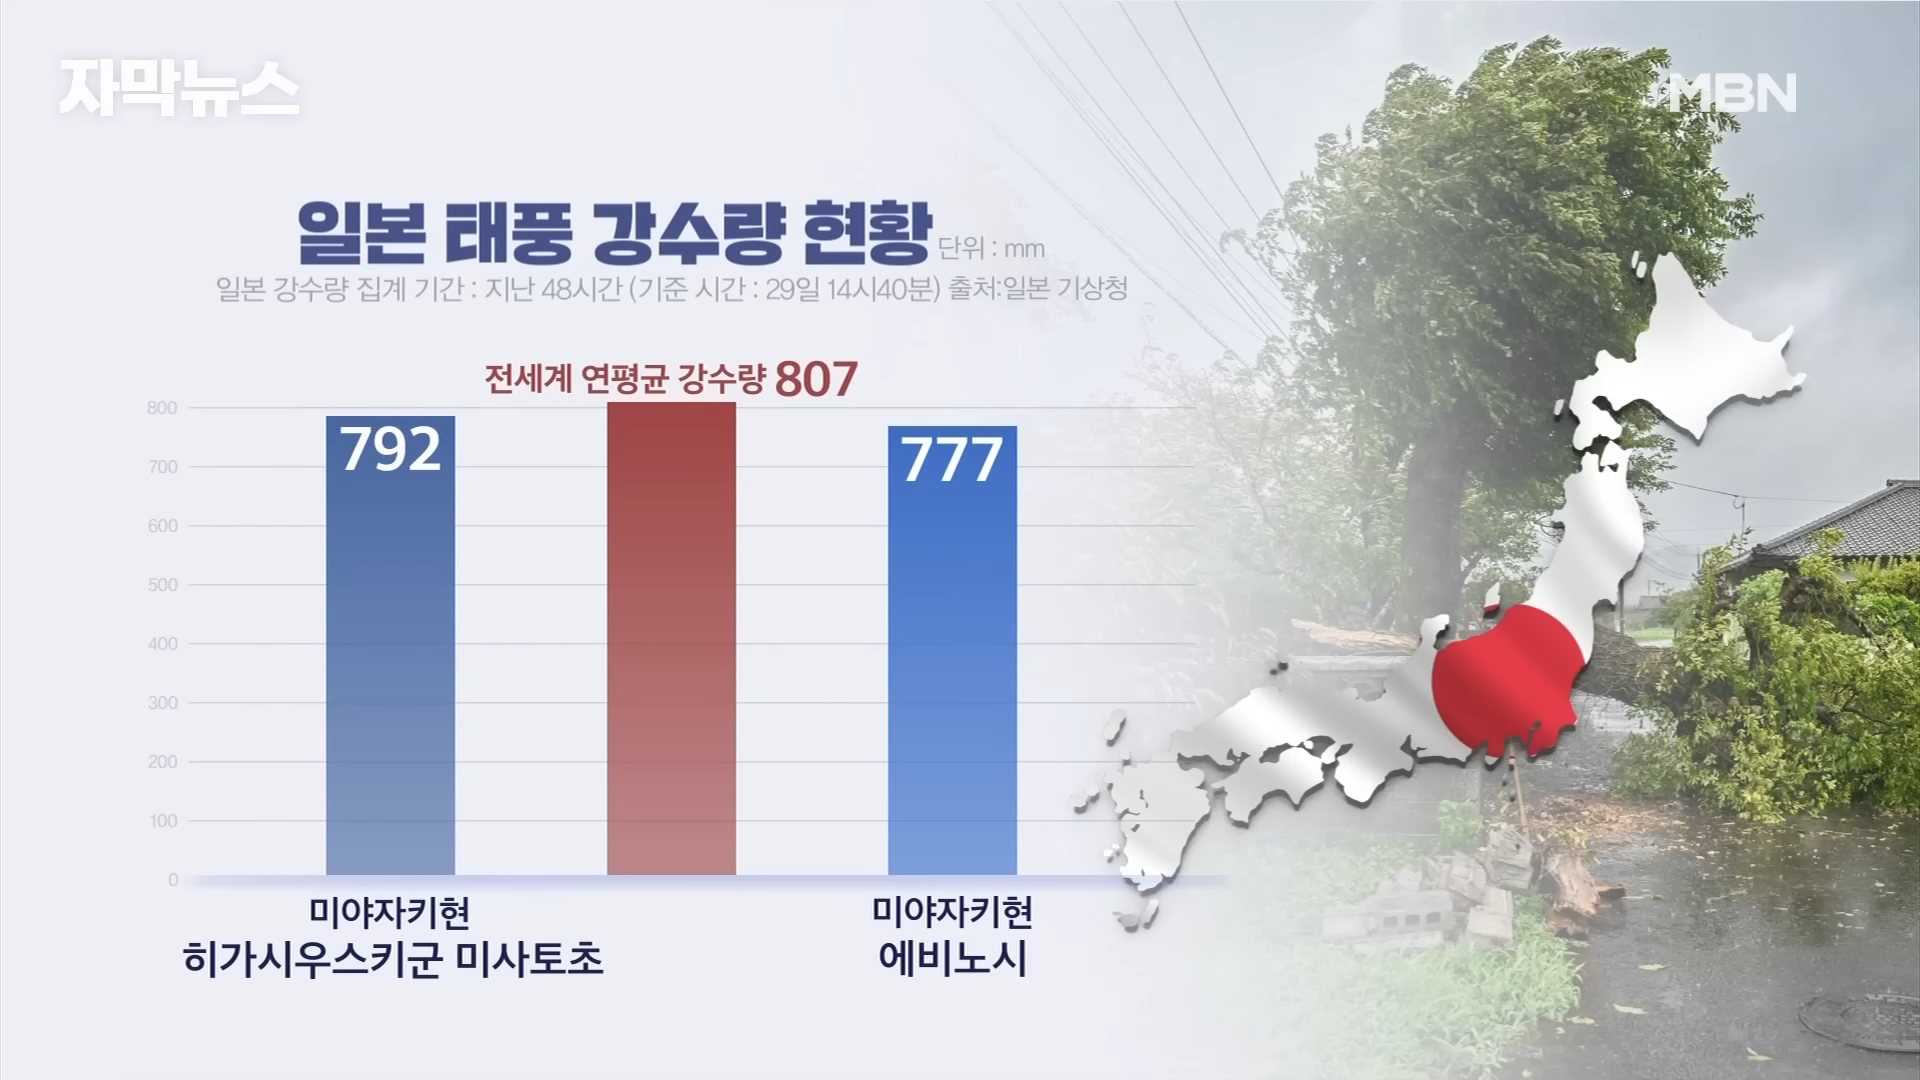 자막뉴스
MBN
일본 태풍 강수량 현황 단위 : mm
일본 강수량 집계 기간 : 지난 48시간 (기준 시간 : 29일 14시40분) 출처:일본 기상청
전세계 연평균 강수량 807
800
700
600
500
400
300
200
100
0
792
777
미야자키현
히가시우스키군 미사토초
미야자키현
에비노시